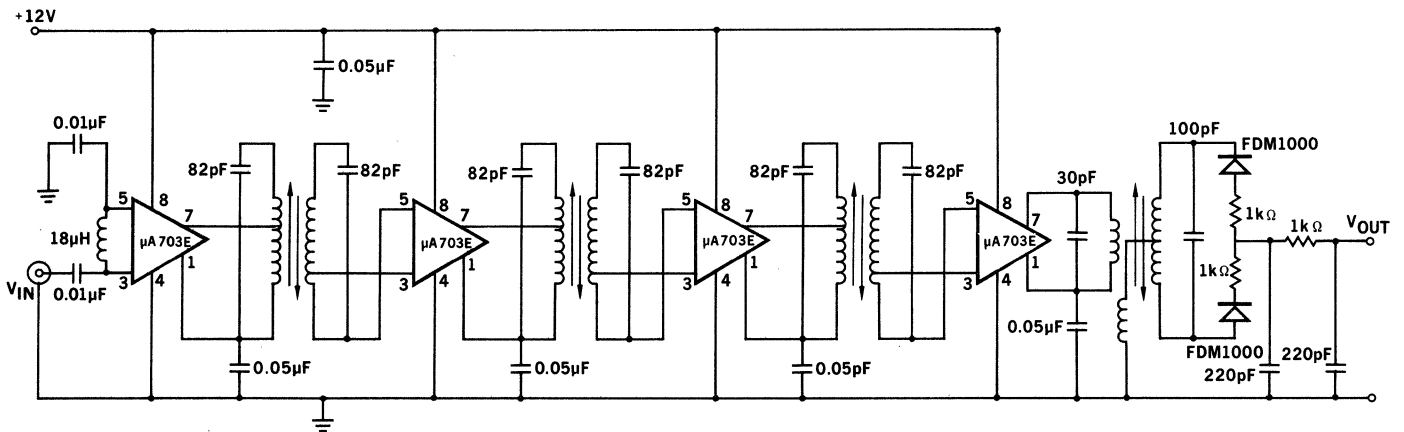 +12V
0.05µF
0.01µF
5
8
7
18µH
µA703E
1
3
4
VIN
0.01µF
82pF
82pF
0.05µF
5
8
7
µA703E
1
3
4
82pF
82pF
0.05µF
5
8
7
µA703E
1
3
4
82pF
82pF
0.05pF
5
8
7
µA703E
1
3
4
30pF
0.05µF
100pF
FDM1000
1kΩ
1kΩ
VOUT
1kΩ
FDM1000
220pF
220pF